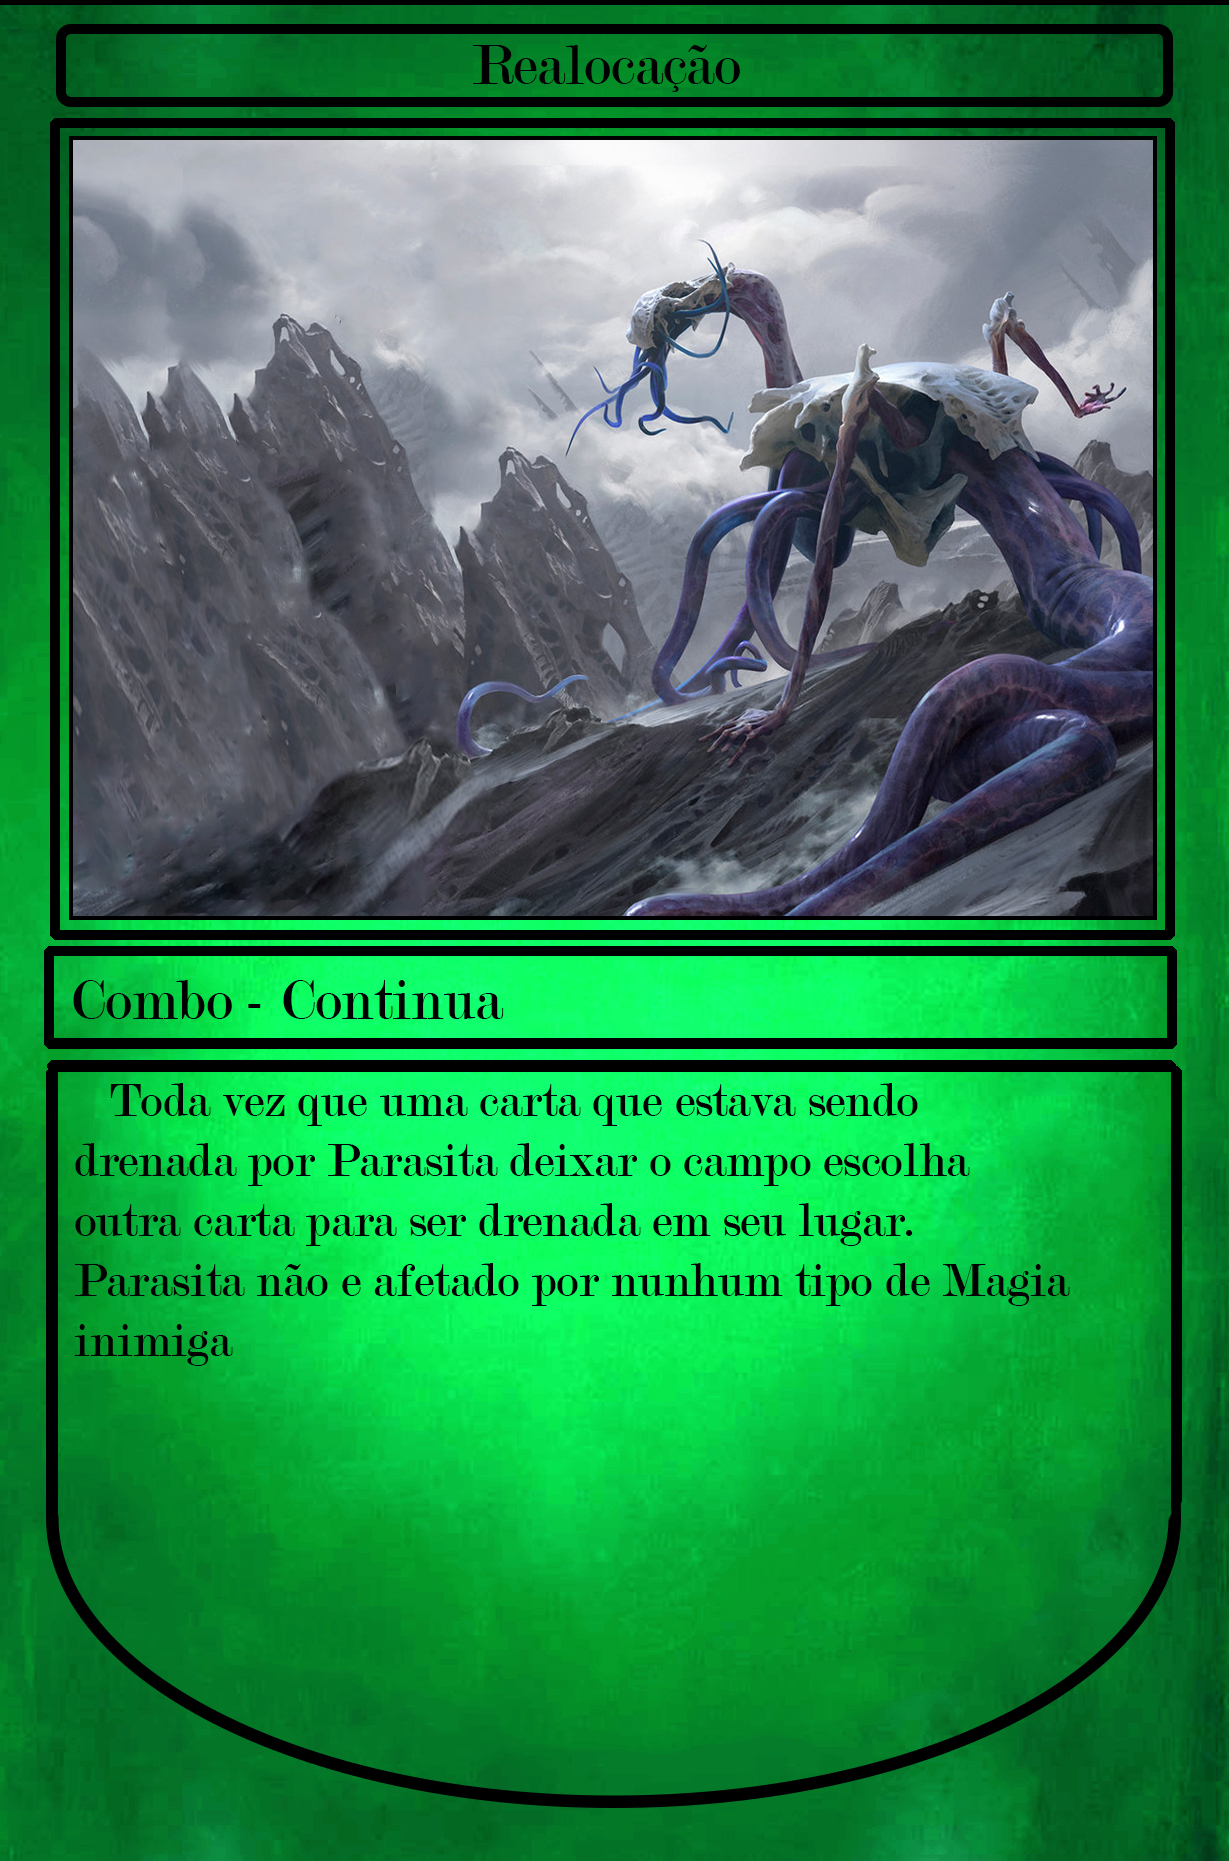 Realocação
Combo - Continua
Toda vez que uma carta que estava sendo
drenada por Parasita deixar o campo escolha
outra carta para ser drenada em seu lugar.
Parasita não e afetado por nunhum tipo de Magia
inimiga